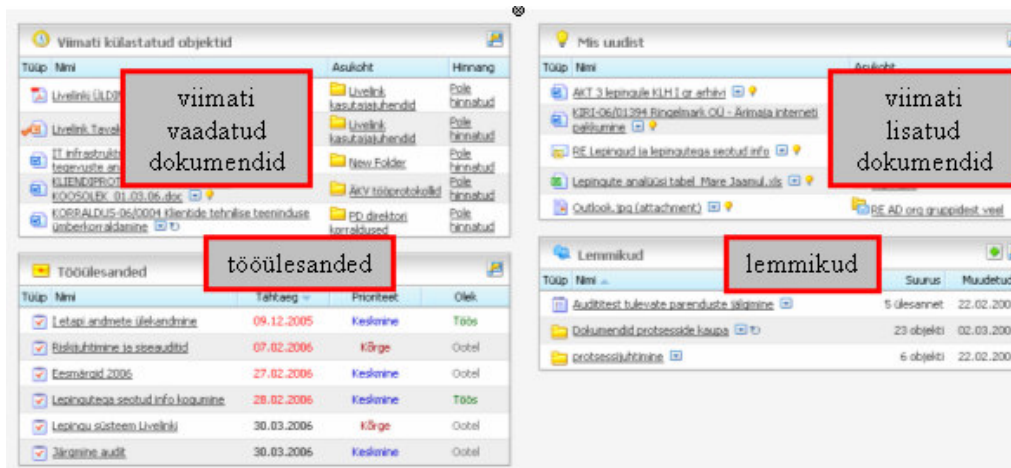 Viimati külastatud objektid
Tüüp Nimi Asukoht Hinnang
Livelinki ÜLDI Livelink kasutajajuhendid Pole hinnatud
Livelink Tava Livelink kasutajajuhendid Pole hinnatud
IT infrastruktu
tegevuste an New Folder Pole hinnatud
KLIENDIPROT
KOOSOLEK_01.03.06.doc ÄKV tööprotokollid Pole hinnatud
KORRALDUS-06/0004 Klientide tehnilise teeninduse
ümberkorraldamine PD direktori korraldused Pole hinnatud
viimati
vaadatud
dokumendid
Tööülesanded
tööülesanded
Tüüp Nimi Tähtaeg Prioriteet Olek
I etapi andmete ülekandmine 09.12.2005 Keskmine Töös
Riskijuhtimine ja siseauditid 07.02.2006 Kõrge Ootel
Eesmärgid 2006 27.02.2006 Keskmine Ootel
Lepingutega seotud info kogumine 28.02.2006 Keskmine Töös
Lepingu süsteem Livelinki 30.03.2006 Kõrge Ootel
Järgmine audit 30.03.2006 Keskmine Ootel
Mis uudist
Tüüp Nimi Asukoht
AKT 3 lepingule KLH I gr arhiivi
KIRI-06/01394 Ringelmark OÜ - Ärimaja interneti
pakkumine
RE Lepingud ja lepingutega seotud info
Lepingute analüüsi tabel_Mare Jaamul.xls
Outlook.jpg (attachment) RE AD org gruppidest veel
viimati
lisatud
dokumendid
Lemmikud
lemmikud
Tüüp Nimi Suurus Muudetud
Audititest tulevate parenduste jälgimine 5 ülesannet 22.02.200
Dokumendid protsesside kaupa 23 objekti 02.03.200
protsessijuhtimine 6 objekti 22.02.200